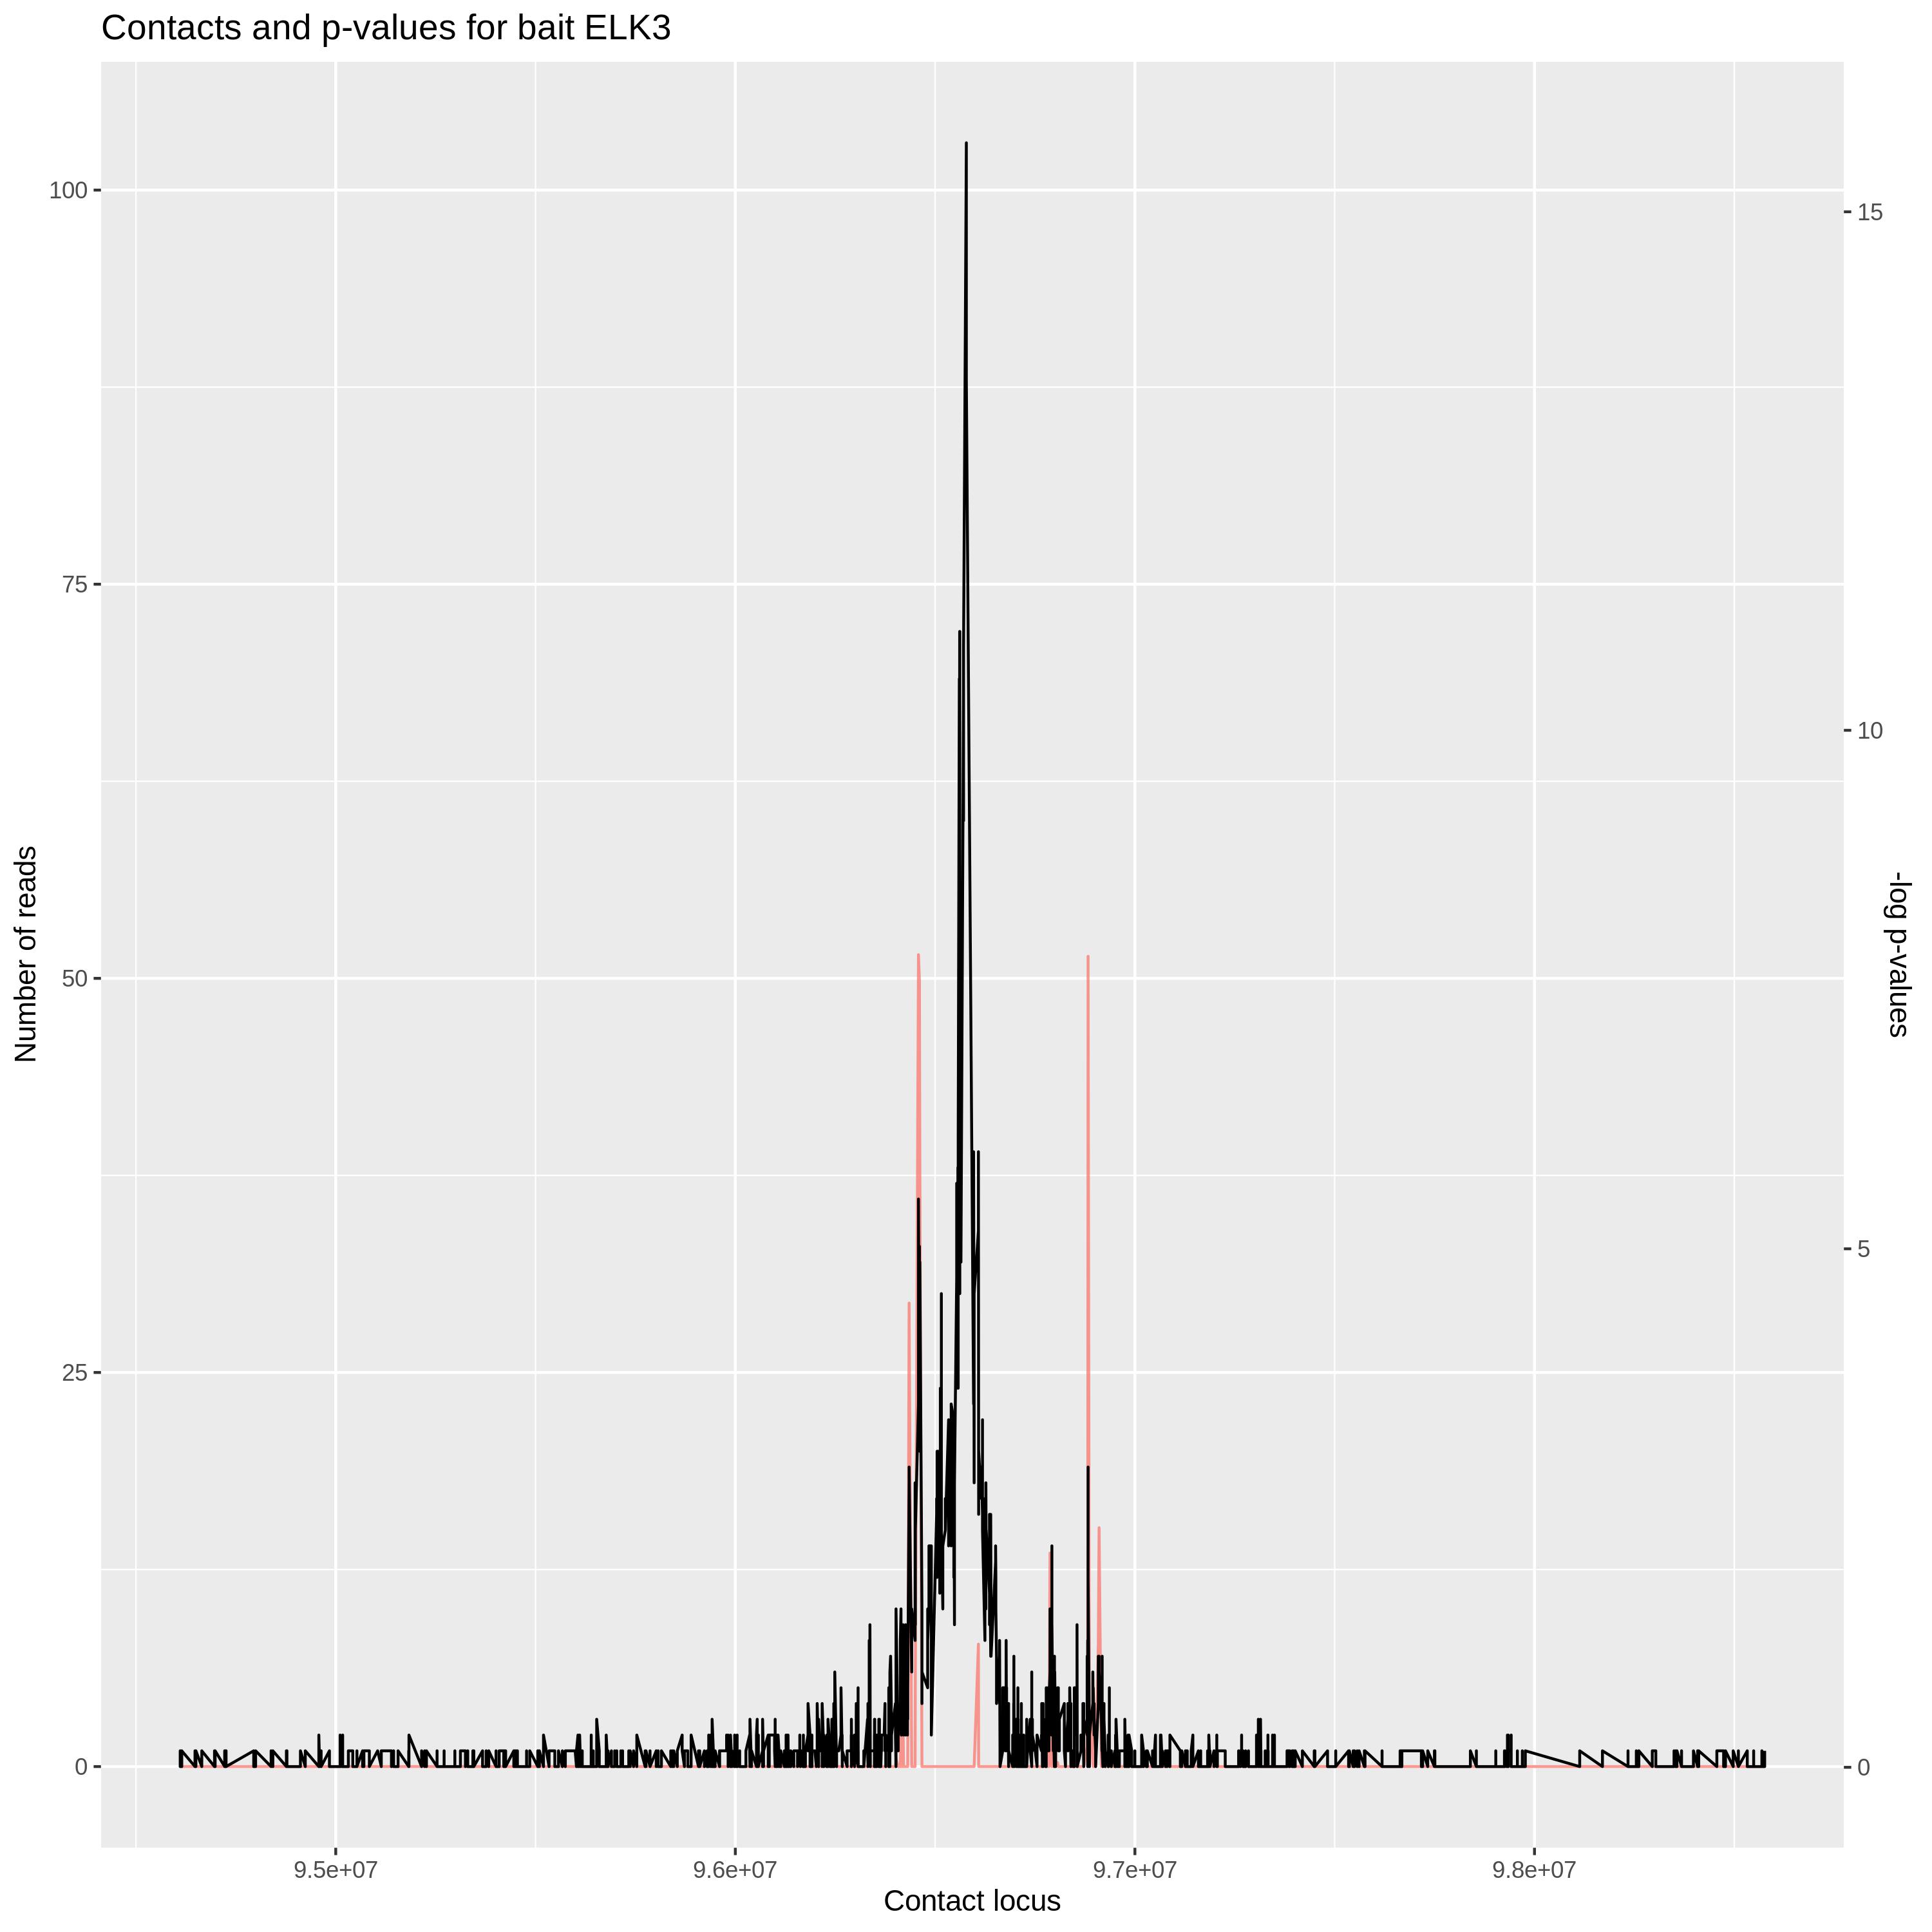 Contacts and p-values for bait ELK3
100
75
50
25
0
Number of reads
15
10
5
0
-log p-values
9.5e+07
9.6e+07
9.7e+07
9.8e+07
Contact locus